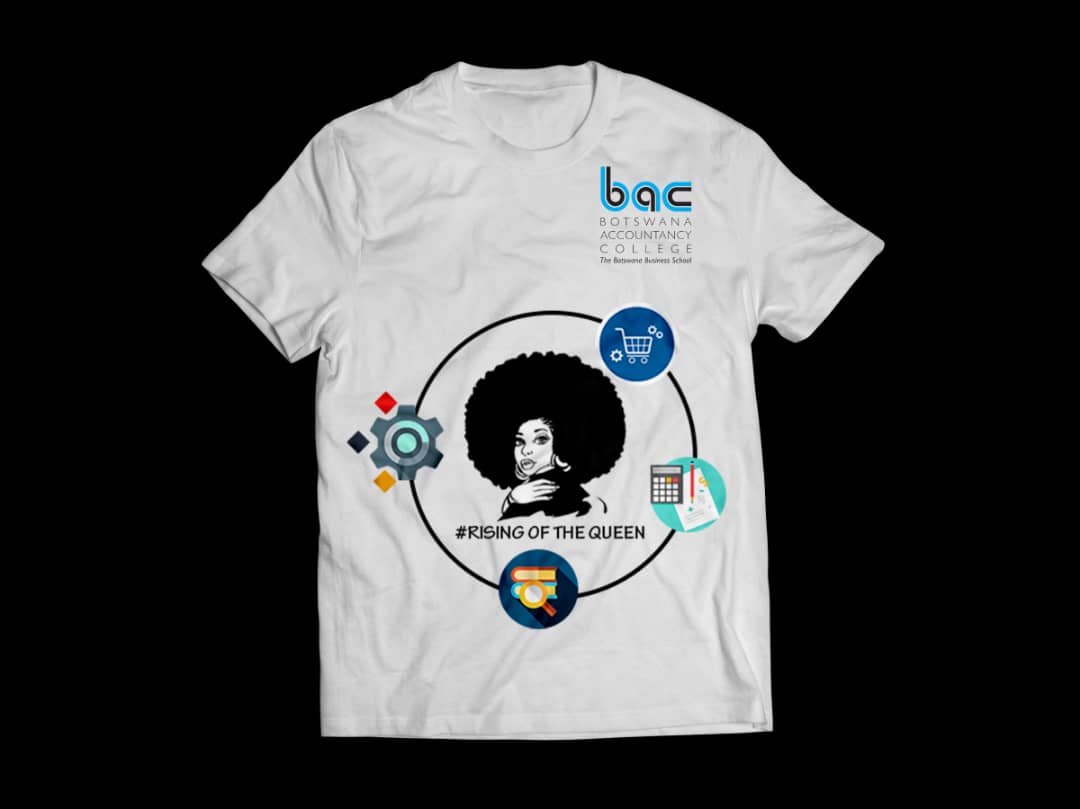 bac
BOTSWANA
ACCOUNTANCY
COLLEGE
The Botswana Business School
#RISING OF THE QUEEN